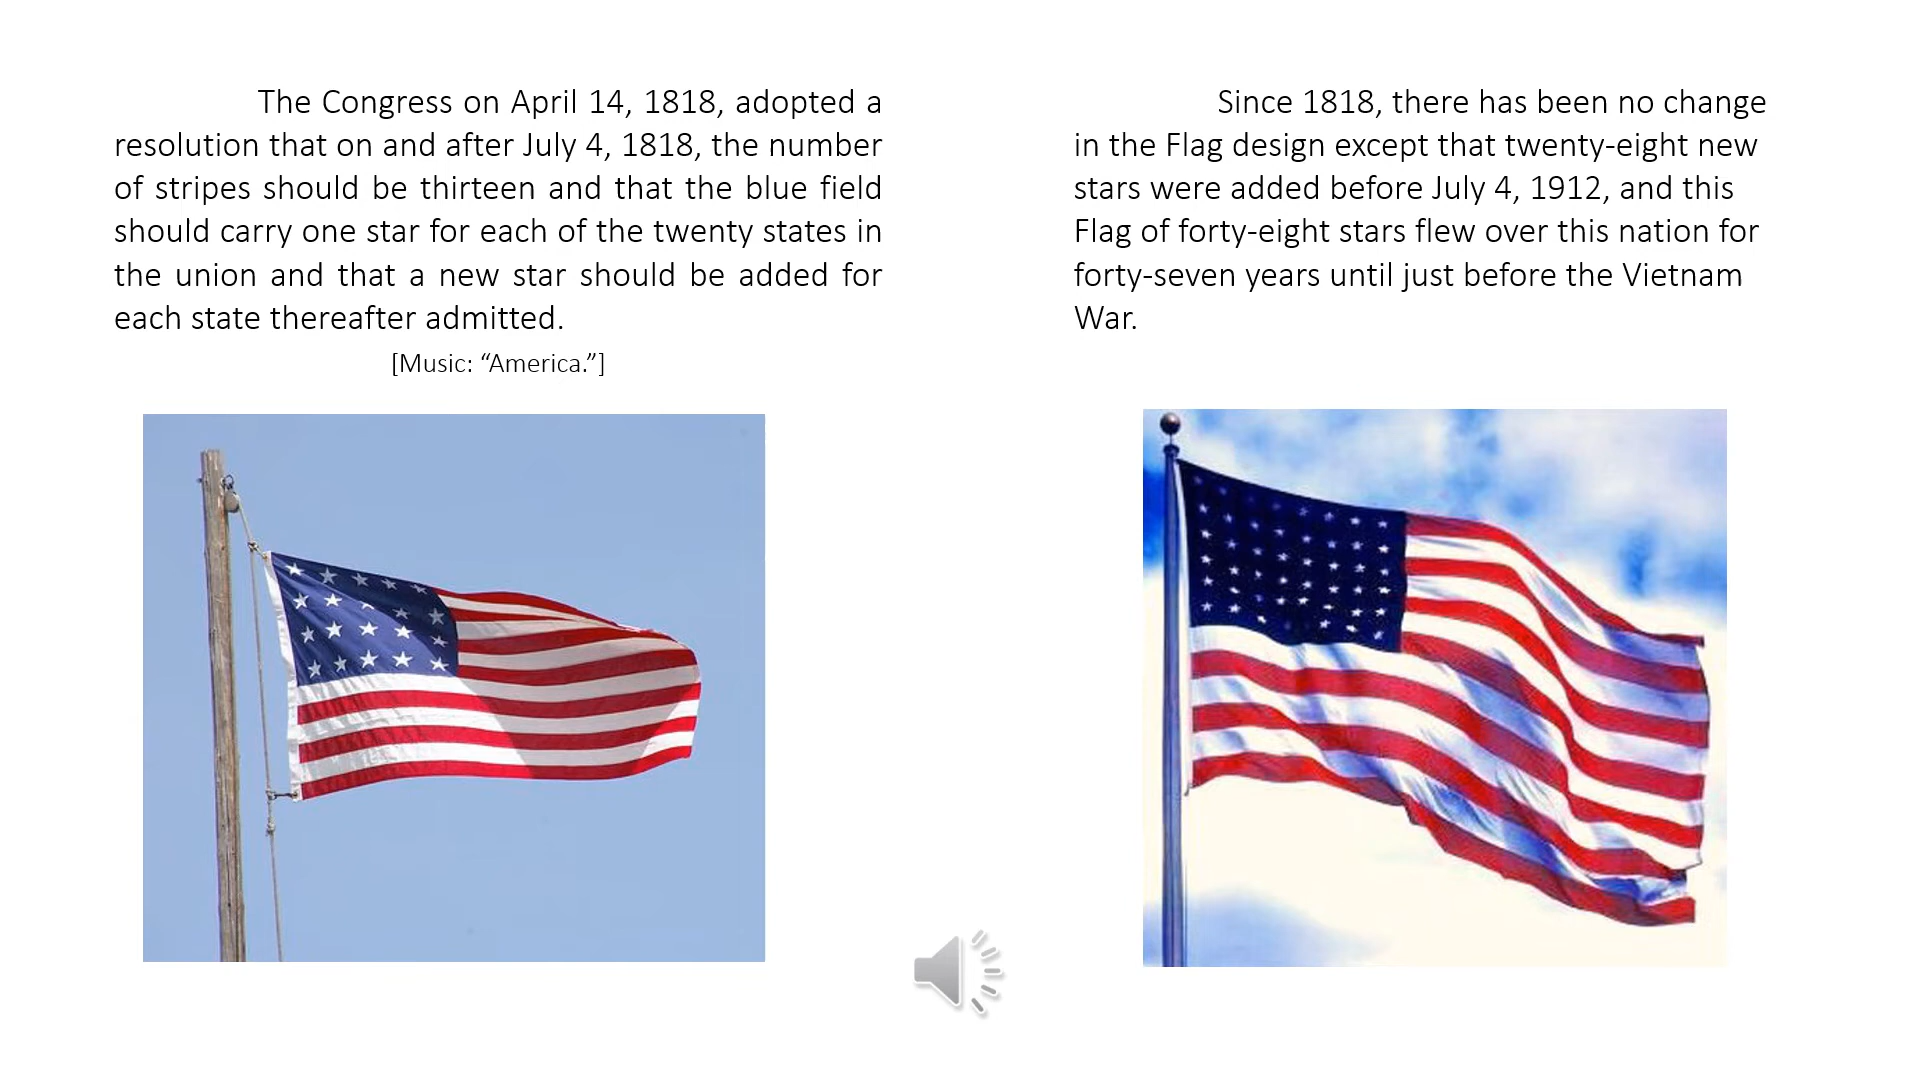 The Congress on April 14, 1818, adopted a
resolution that on and after July 4, 1818, the number
of stripes should be thirteen and that the blue field
should carry one star for each of the twenty states in
the union and that a new star should be added for
each state thereafter admitted.
[Music: “America.”]
Since 1818, there has been no change
in the Flag design except that twenty-eight new
stars were added before July 4, 1912, and this
Flag of forty-eight stars flew over this nation for
forty-seven years until just before the Vietnam
War.